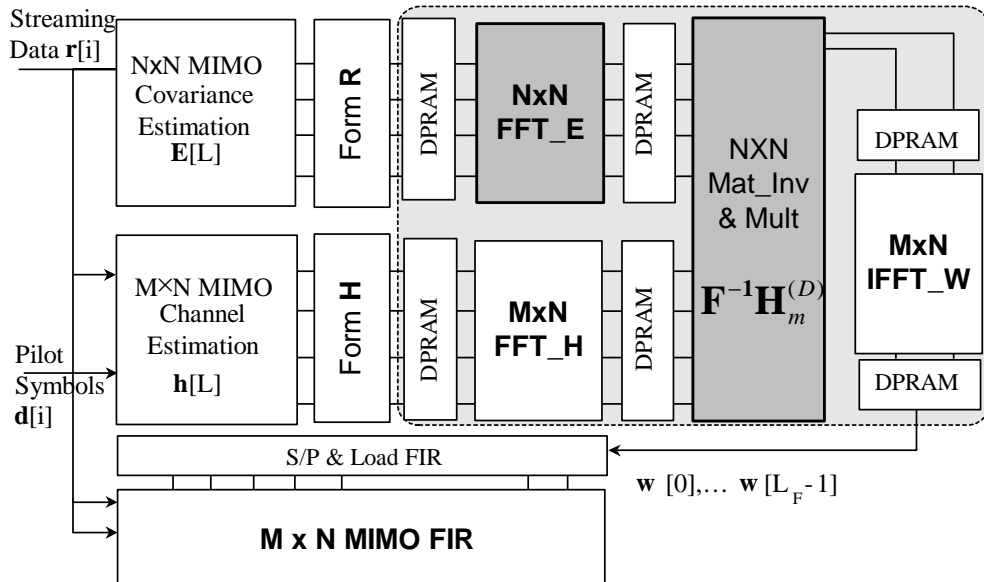 Streaming
Data r[i]
NxN MIMO
Covariance
Estimation
E[L]
Form R
DPRAM
NxN
FFT_E
DPRAM
NXN
Mat_Inv
& Mult
F⁻¹H_m^(D)
DPRAM
MxN
IFFT_W
DPRAM
M×N MIMO
Channel
Estimation
h[L]
Form H
DPRAM
MxN
FFT_H
DPRAM
Pilot
Symbols
d[i]
S/P & Load FIR
w [0],... w [L_F-1]
M x N MIMO FIR